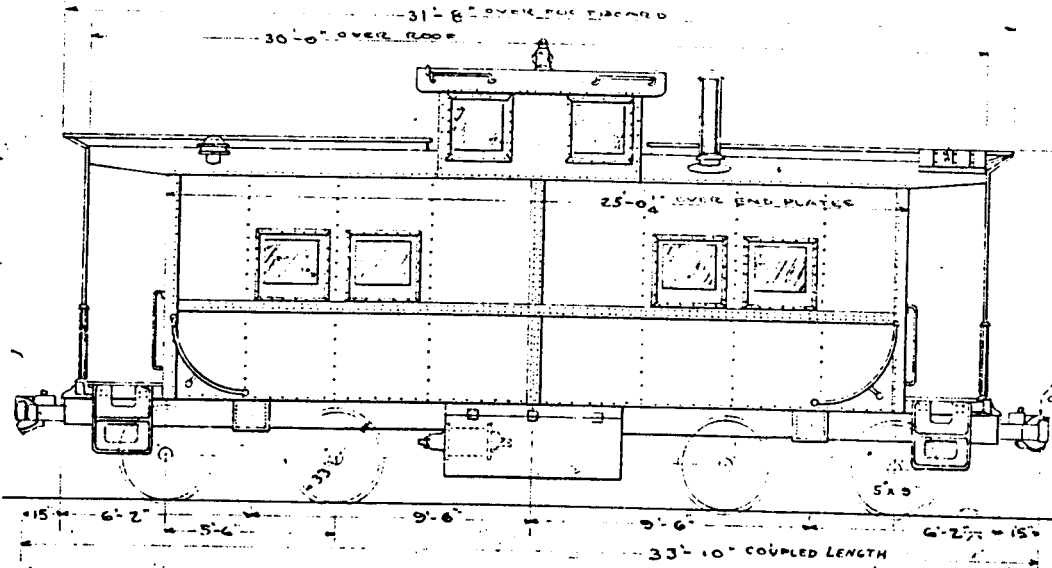 31'-8" OVER
30'-0" OVER ROOF
25'-0¼" OVER END PLATES
33"
5 x 9
15" 6'-2" 9'-6" 9'-6" 6'-2" 15"
5'-6"
33'-10" COUPLED LENGTH